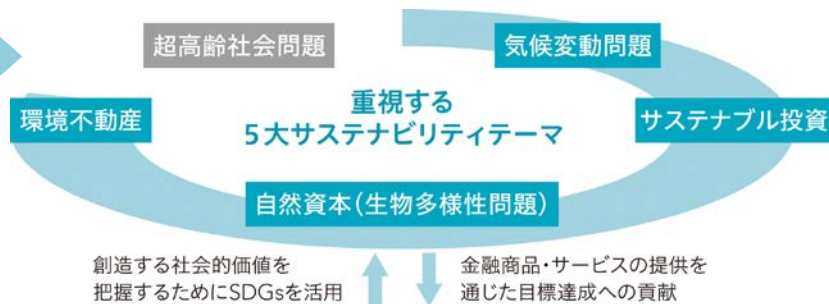 超高齢社会問題
気候変動問題
環境不動産
重視する
5大サステナビリティテーマ
サステナブル投資
自然資本(生物多様性問題)
創造する社会的価値を
把握するためにSDGsを活用
金融商品・サービスの提供を
通じた目標達成への貢献